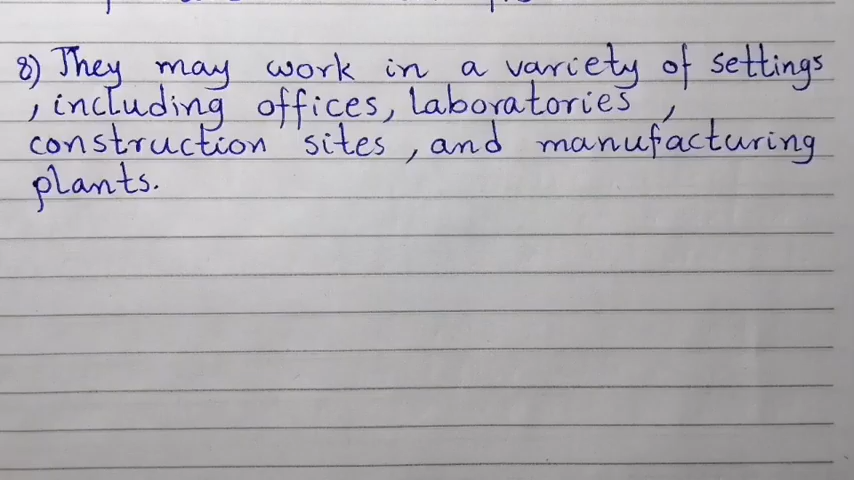 8) They may work in a variety of settings
, including offices, laboratories ,
construction sites , and manufacturing
plants.